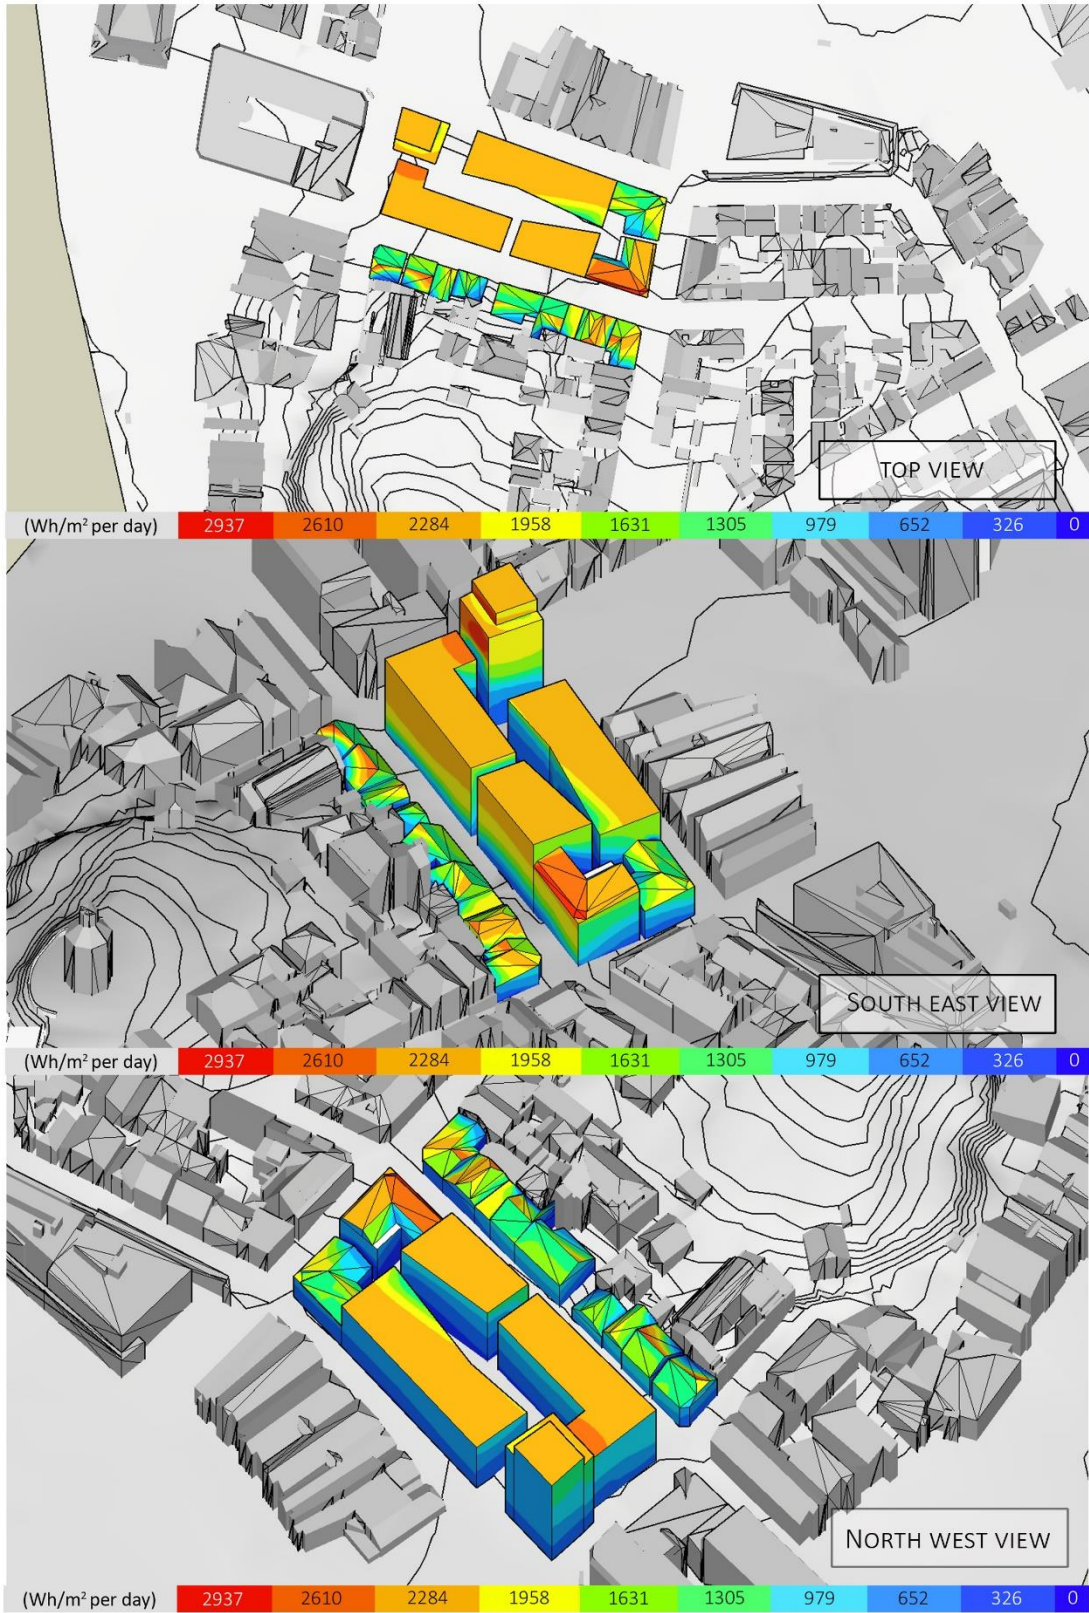 TOP VIEW
(Wh/m² per day) 2937 2610 2284 1958 1631 1305 979 652 326 0
SOUTH EAST VIEW
(Wh/m² per day) 2937 2610 2284 1958 1631 1305 979 652 326 0
NORTH WEST VIEW
(Wh/m² per day) 2937 2610 2284 1958 1631 1305 979 652 326 0